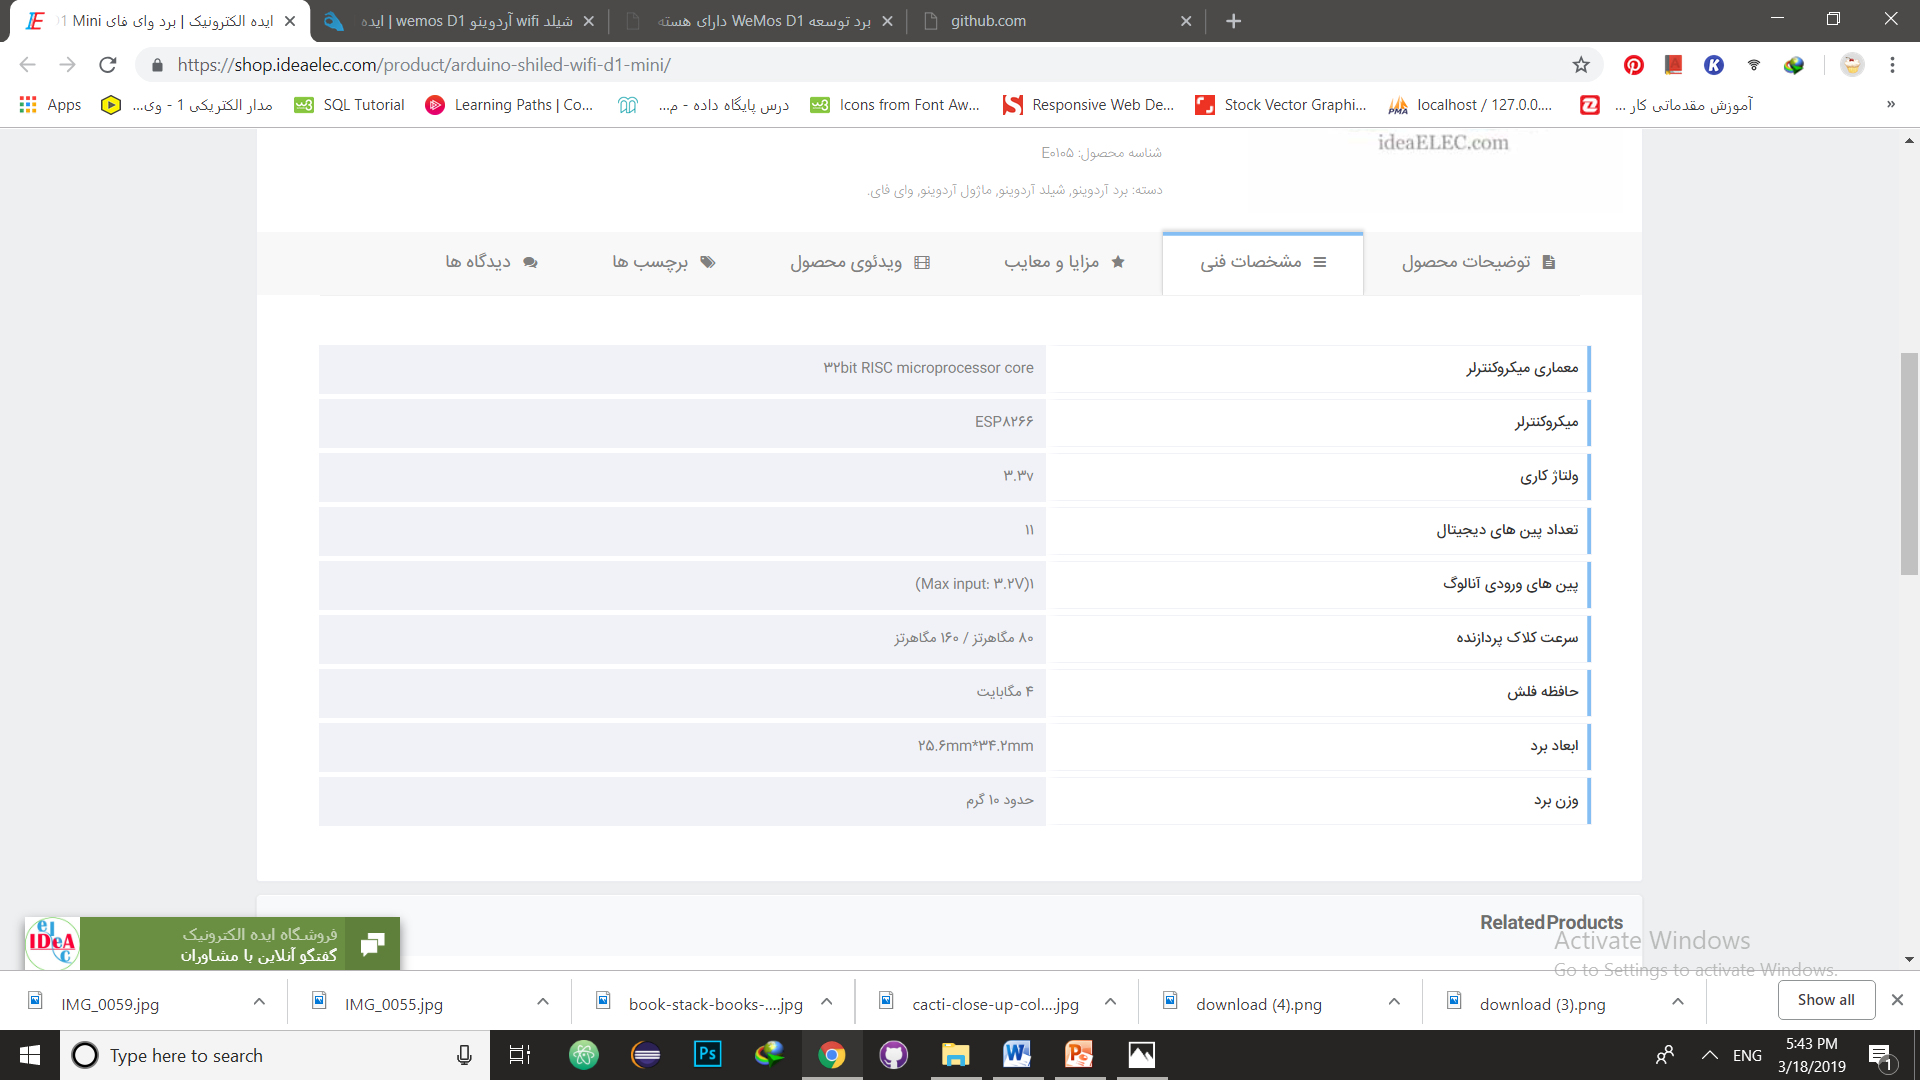 ایده الکترونیک | برد وای فای D1 Mini
شیلد wifi آردوینو wemos D1 | ایده
برد توسعه WeMos D1 دارای هسته
github.com
https://shop.ideaelec.com/product/arduino-shiled-wifi-d1-mini/
Apps
مدار الکتریکی 1 - وی...
SQL Tutorial
Learning Paths | Co...
درس پایگاه داده - م...
Icons from Font Aw...
Responsive Web De...
Stock Vector Graphi...
localhost / 127.0.0....
آموزش مقدماتی کار ...
»
ideaELEC.com
شناسه محصول: E۰۱۰۵
دسته: برد آردوینو, شیلد آردوینو, ماژول آردوینو, وای فای.
توضیحات محصول
مشخصات فنی
مزایا و معایب
ویدئوی محصول
برچسب ها
دیدگاه ها
معماری میکروکنترلر ۳۲bit RISC microprocessor core
میکروکنترلر ESP۸۲۶۶
ولتاژ کاری ۳.۳v
تعداد پین های دیجیتال ۱۱
پین های ورودی آنالوگ ۱(Max input: ۳.۲V)
سرعت کلاک پردازنده ۸۰ مگاهرتز / ۱۶۰ مگاهرتز
حافظه فلش ۴ مگابایت
ابعاد برد ۲۵.۶mm*۳۴.۲mm
وزن برد حدود ۱۰ گرم
Related Products
فروشگاه ایده الکترونیک
گفتگو آنلاین با مشاوران
IDeA
elec
Activate Windows
Go to Settings to activate Windows.
IMG_0059.jpg
IMG_0055.jpg
book-stack-books-....jpg
cacti-close-up-col....jpg
download (4).png
download (3).png
Show all
Type here to search
Ps
ENG
5:43 PM
3/18/2019
1